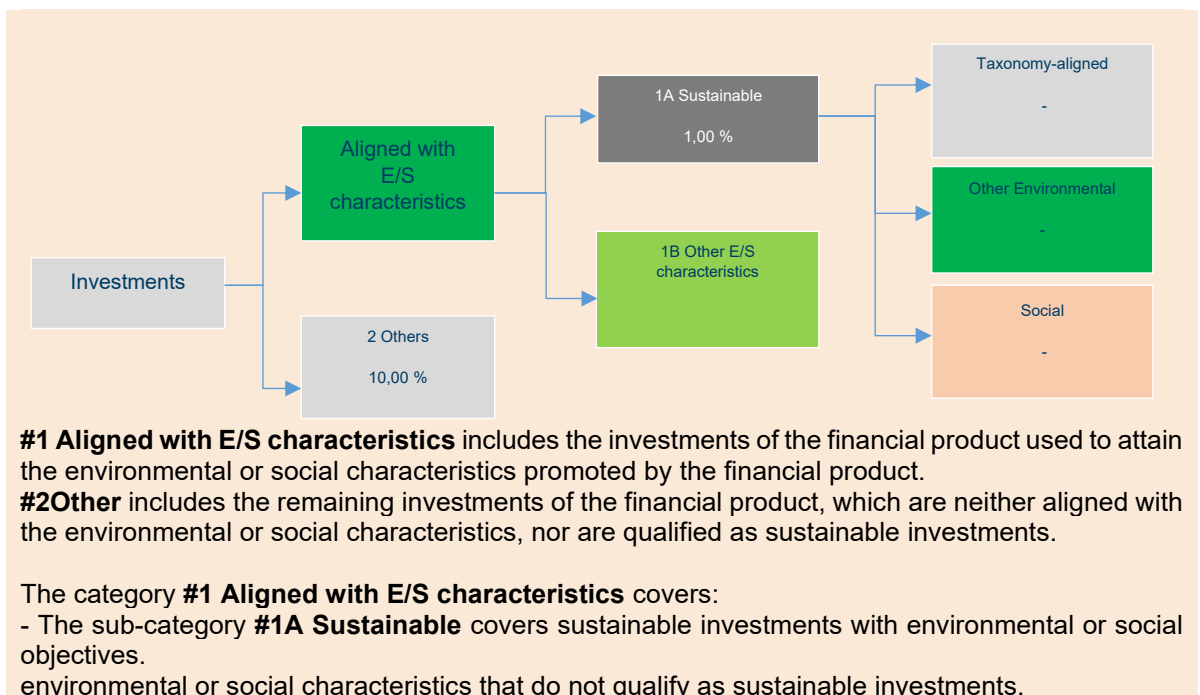 Taxonomy-aligned
-
1A Sustainable
1,00 %
Aligned with
E/S
characteristics
Other Environmental
-
1B Other E/S
characteristics
Investments
Social
-
2 Others
10,00 %
#1 Aligned with E/S characteristics includes the investments of the financial product used to attain
the environmental or social characteristics promoted by the financial product.
#2Other includes the remaining investments of the financial product, which are neither aligned with
the environmental or social characteristics, nor are qualified as sustainable investments.
The category #1 Aligned with E/S characteristics covers:
- The sub-category #1A Sustainable covers sustainable investments with environmental or social
objectives.
environmental or social characteristics that do not qualify as sustainable investments.